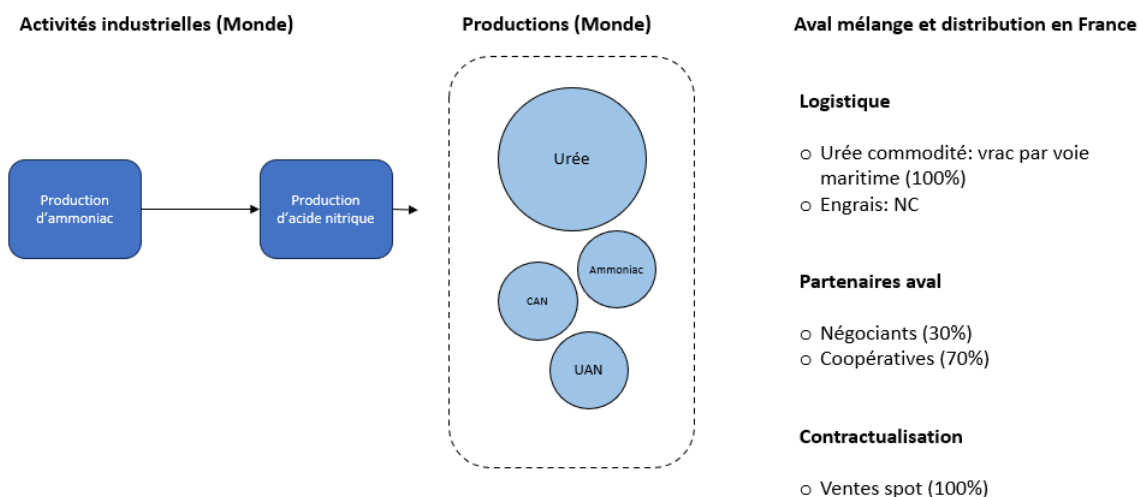 Activités industrielles (Monde)
Productions (Monde)
Aval mélange et distribution en France
Production
d'ammoniac
Production
d'acide nitrique
Urée
Ammoniac
CAN
UAN
Logistique
o Urée commodité: vrac par voie
maritime (100%)
o Engrais: NC
Partenaires aval
o Négociants (30%)
o Coopératives (70%)
Contractualisation
o Ventes spot (100%)